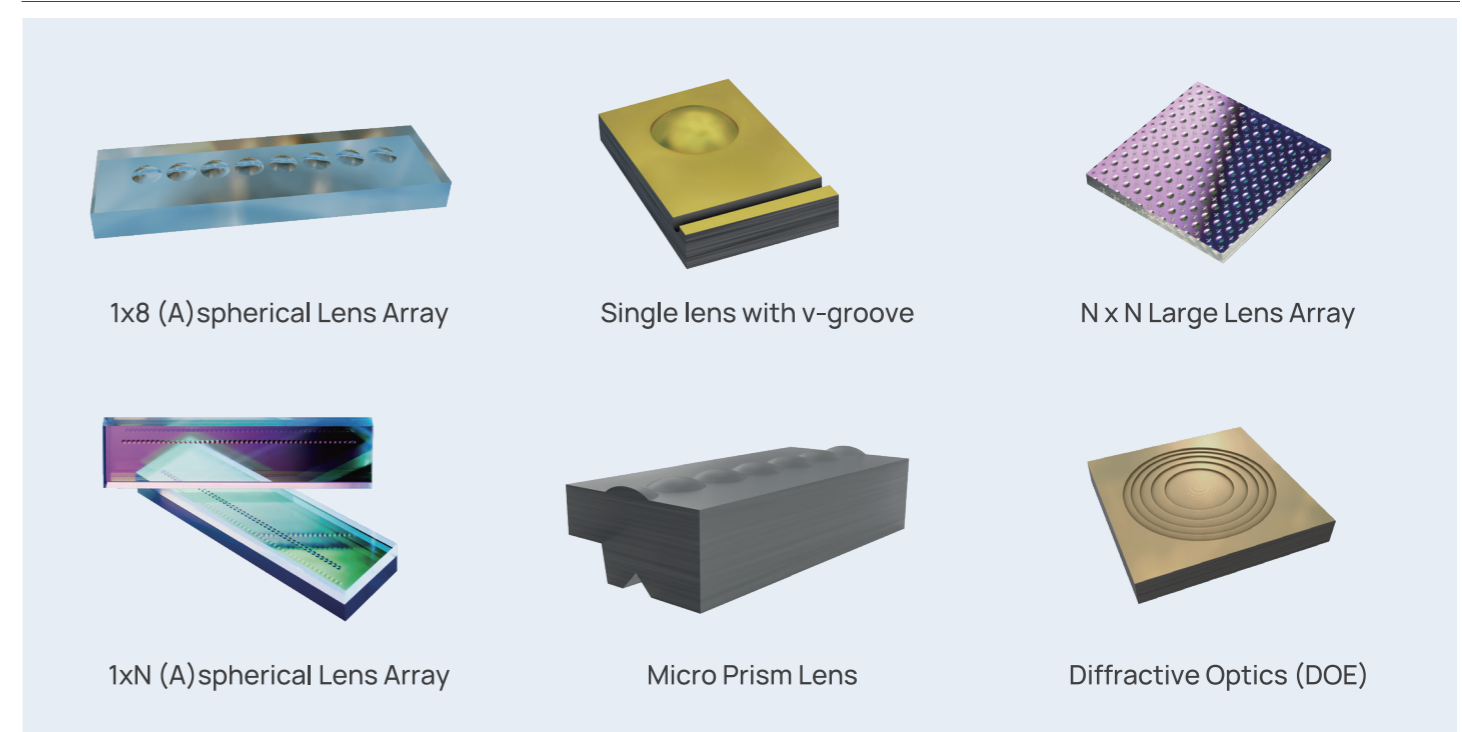 1x8 (A)spherical Lens Array
Single lens with v-groove
N x N Large Lens Array
1xN (A)spherical Lens Array
Micro Prism Lens
Diffractive Optics (DOE)